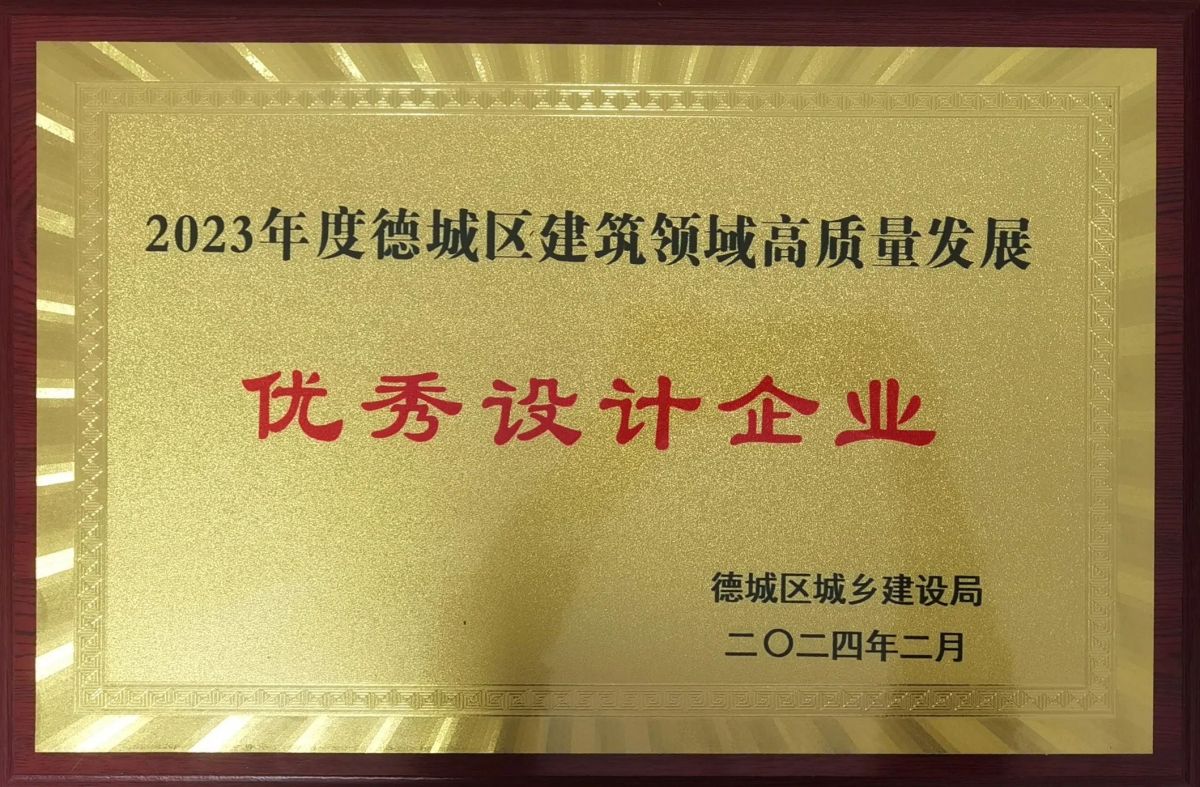 2023年度德城区建筑领域高质量发展
优秀设计企业
德城区城乡建设局
二〇二四年二月